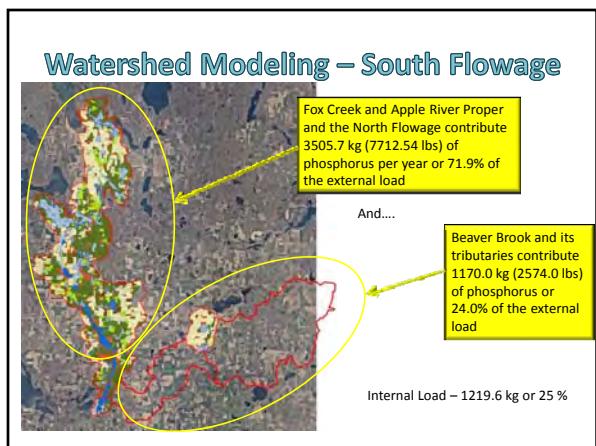 Watershed Modeling – South Flowage
Fox Creek and Apple River Proper
and the North Flowage contribute
3505.7 kg (7712.54 lbs) of
phosphorus per year or 71.9% of
the external load
And....
Beaver Brook and its
tributaries contribute
1170.0 kg (2574.0 lbs)
of phosphorus or
24.0% of the external
load
Internal Load – 1219.6 kg or 25 %